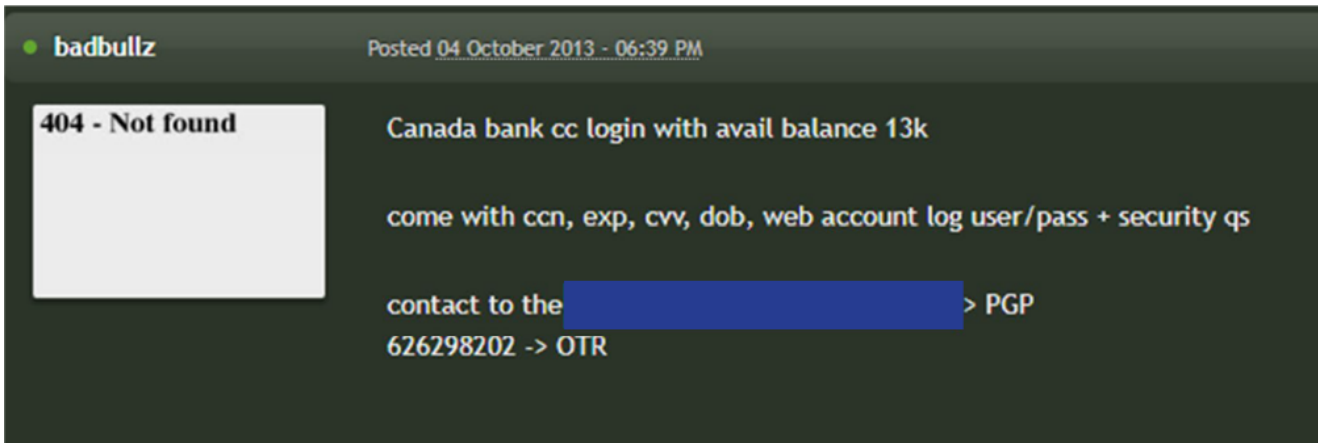 badbullz
Posted 04 October 2013 - 06:39 PM
404 - Not found
Canada bank cc login with avail balance 13k
come with ccn, exp, cvv, dob, web account log user/pass + security qs
contact to the > PGP
626298202 -> OTR